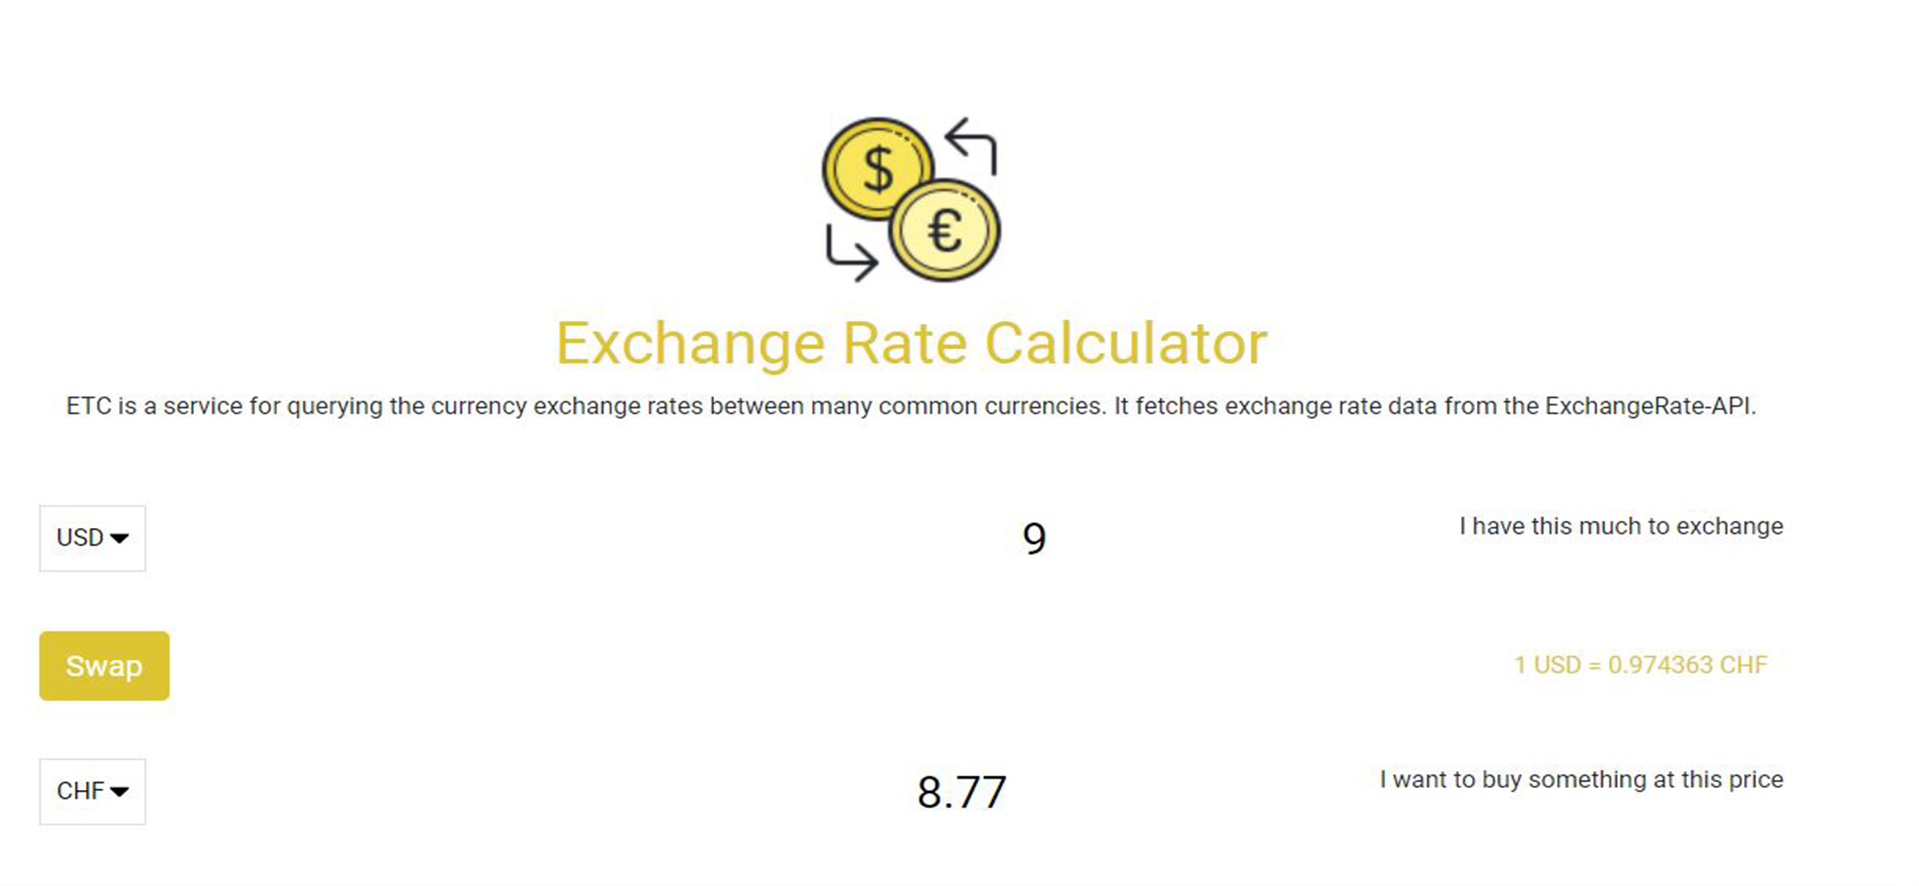 $
€
Exchange Rate Calculator
ETC is a service for querying the currency exchange rates between many common currencies. It fetches exchange rate data from the ExchangeRate-API.
USD 9 I have this much to exchange
Swap 1 USD = 0.974363 CHF
CHF 8.77 I want to buy something at this price